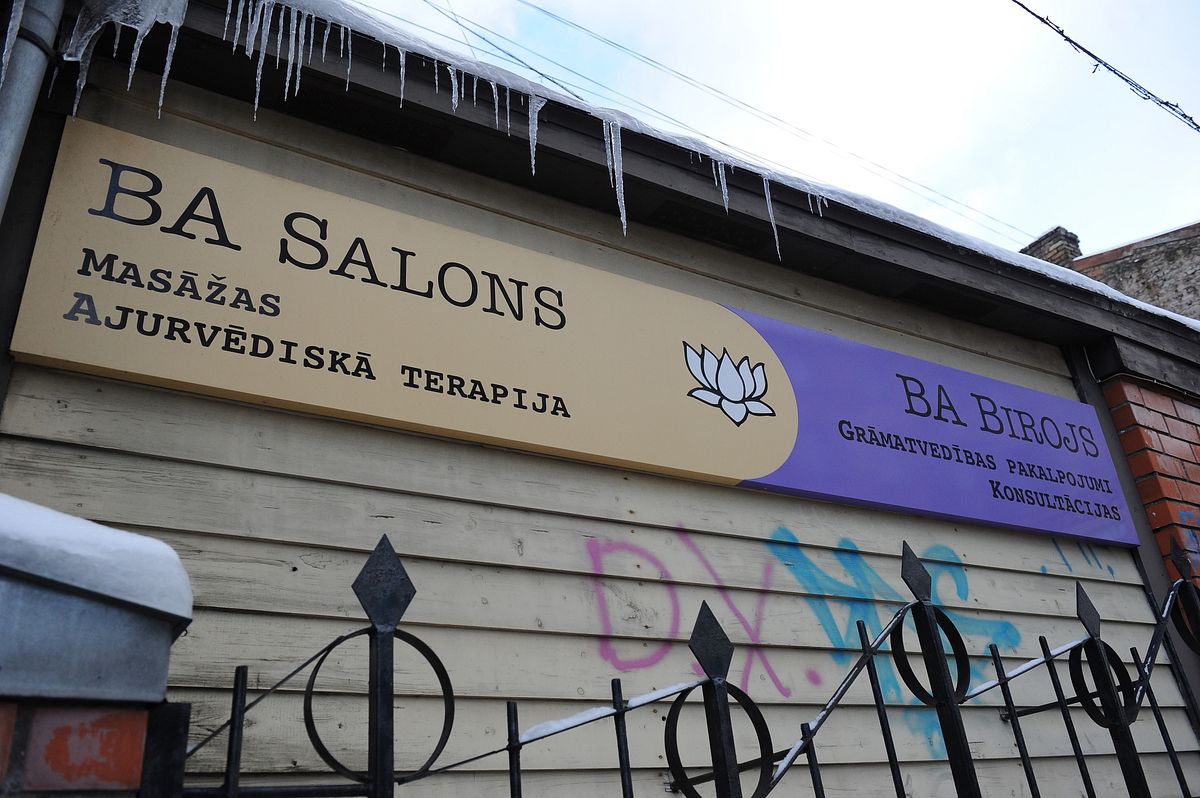 BA SALONS
MASĀŽAS
AJURVĒDISKĀ TERAPIJA
BA BIROJS
GRĀMATVEDĪBAS PAKALPOJUMI
KONSULTĀCIJAS